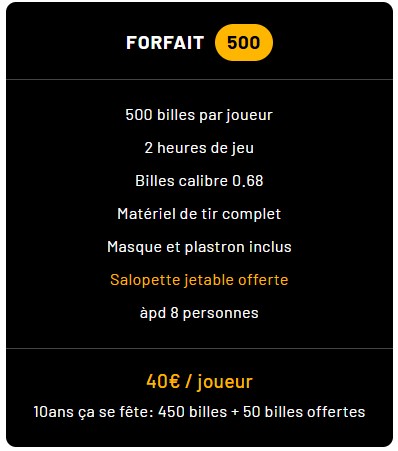 FORFAIT 500
500 billes par joueur
2 heures de jeu
Billes calibre 0.68
Matériel de tir complet
Masque et plastron inclus
Salopette jetable offerte
àpd 8 personnes
40€ / joueur
10ans ça se fête: 450 billes + 50 billes offertes